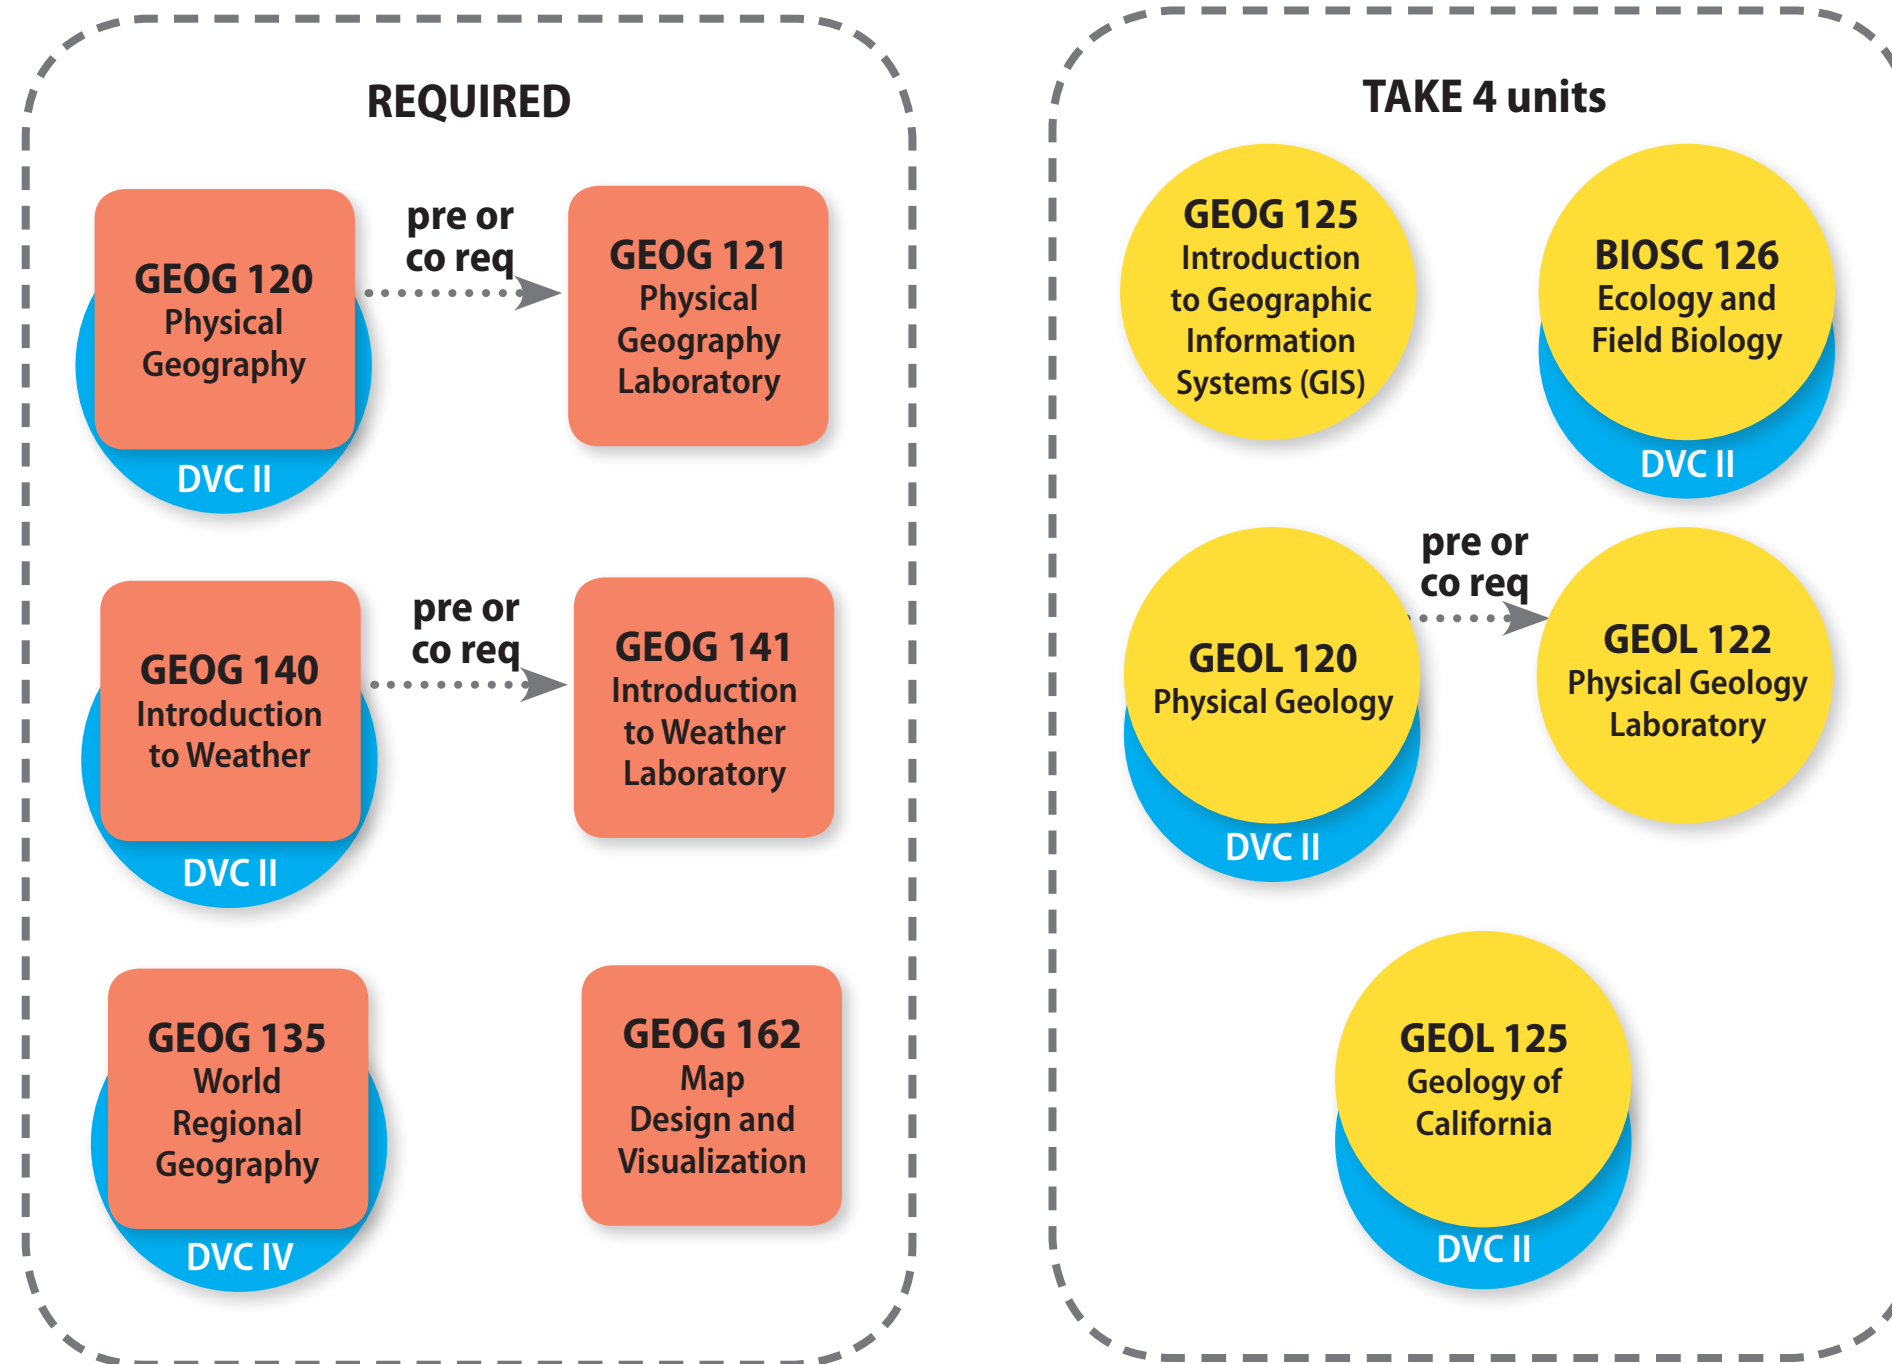 REQUIRED
GEOG 120
Physical
Geography
DVC II
pre or
co req
GEOG 121
Physical
Geography
Laboratory
GEOG 140
Introduction
to Weather
DVC II
pre or
co req
GEOG 141
Introduction
to Weather
Laboratory
GEOG 135
World
Regional
Geography
DVC IV
GEOG 162
Map
Design and
Visualization
TAKE 4 units
GEOG 125
Introduction
to Geographic
Information
Systems (GIS)
BIOSC 126
Ecology and
Field Biology
DVC II
GEOL 120
Physical Geology
DVC II
pre or
co req
GEOL 122
Physical Geology
Laboratory
GEOL 125
Geology of
California
DVC II